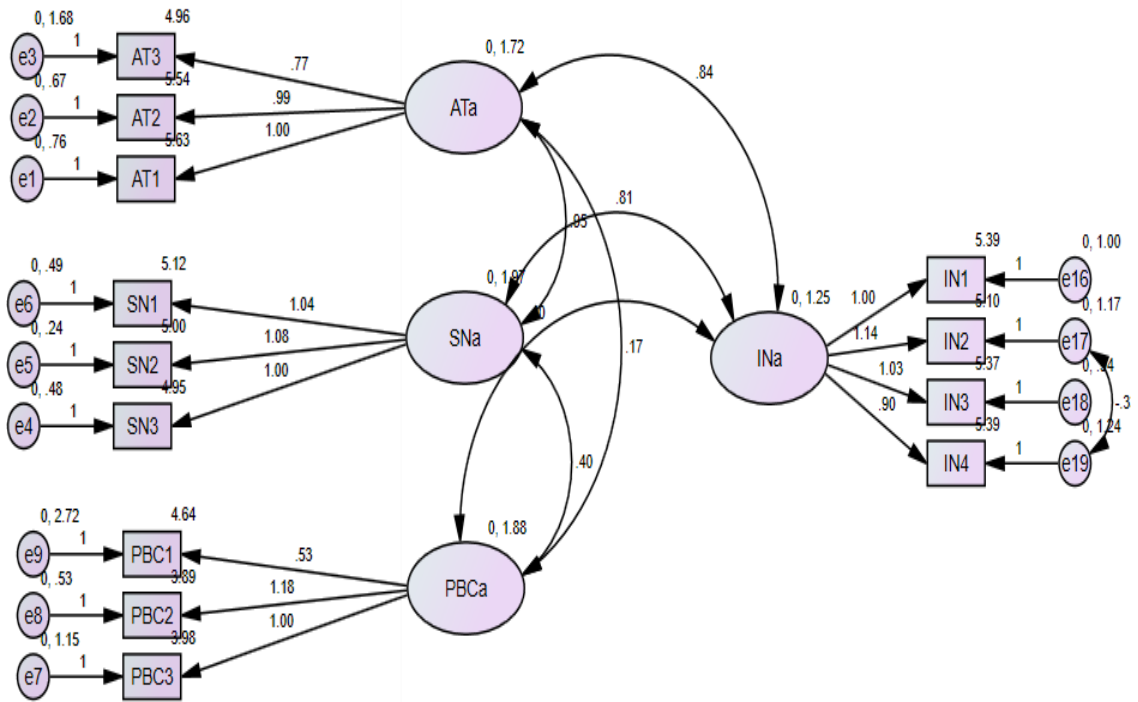 0, 1.68
4.96
e3
1
AT3
.77
0, .67
5.54
e2
1
AT2
.99
0, .76
5.63
e1
1
AT1
1.00
0, 1.72
ATa
.84
.81
0, .49
5.12
e6
1
SN1
1.04
0, .24
5.00
e5
1
SN2
1.08
0, .48
4.95
e4
1
SN3
1.00
0, 1.97
SNa
.17
.40
0, 1.25
INa
5.39
0, 1.00
1.00
IN1
1
e16
5.10
0, 1.17
1.14
IN2
1
e17
5.37
1.03
IN3
1
e18
-.3
5.39
0, 1.24
.90
IN4
1
e19
0, 2.72
4.64
e9
1
PBC1
.53
0, .53
3.89
e8
1
PBC2
1.18
0, 1.15
3.98
e7
1
PBC3
1.00
0, 1.88
PBCa